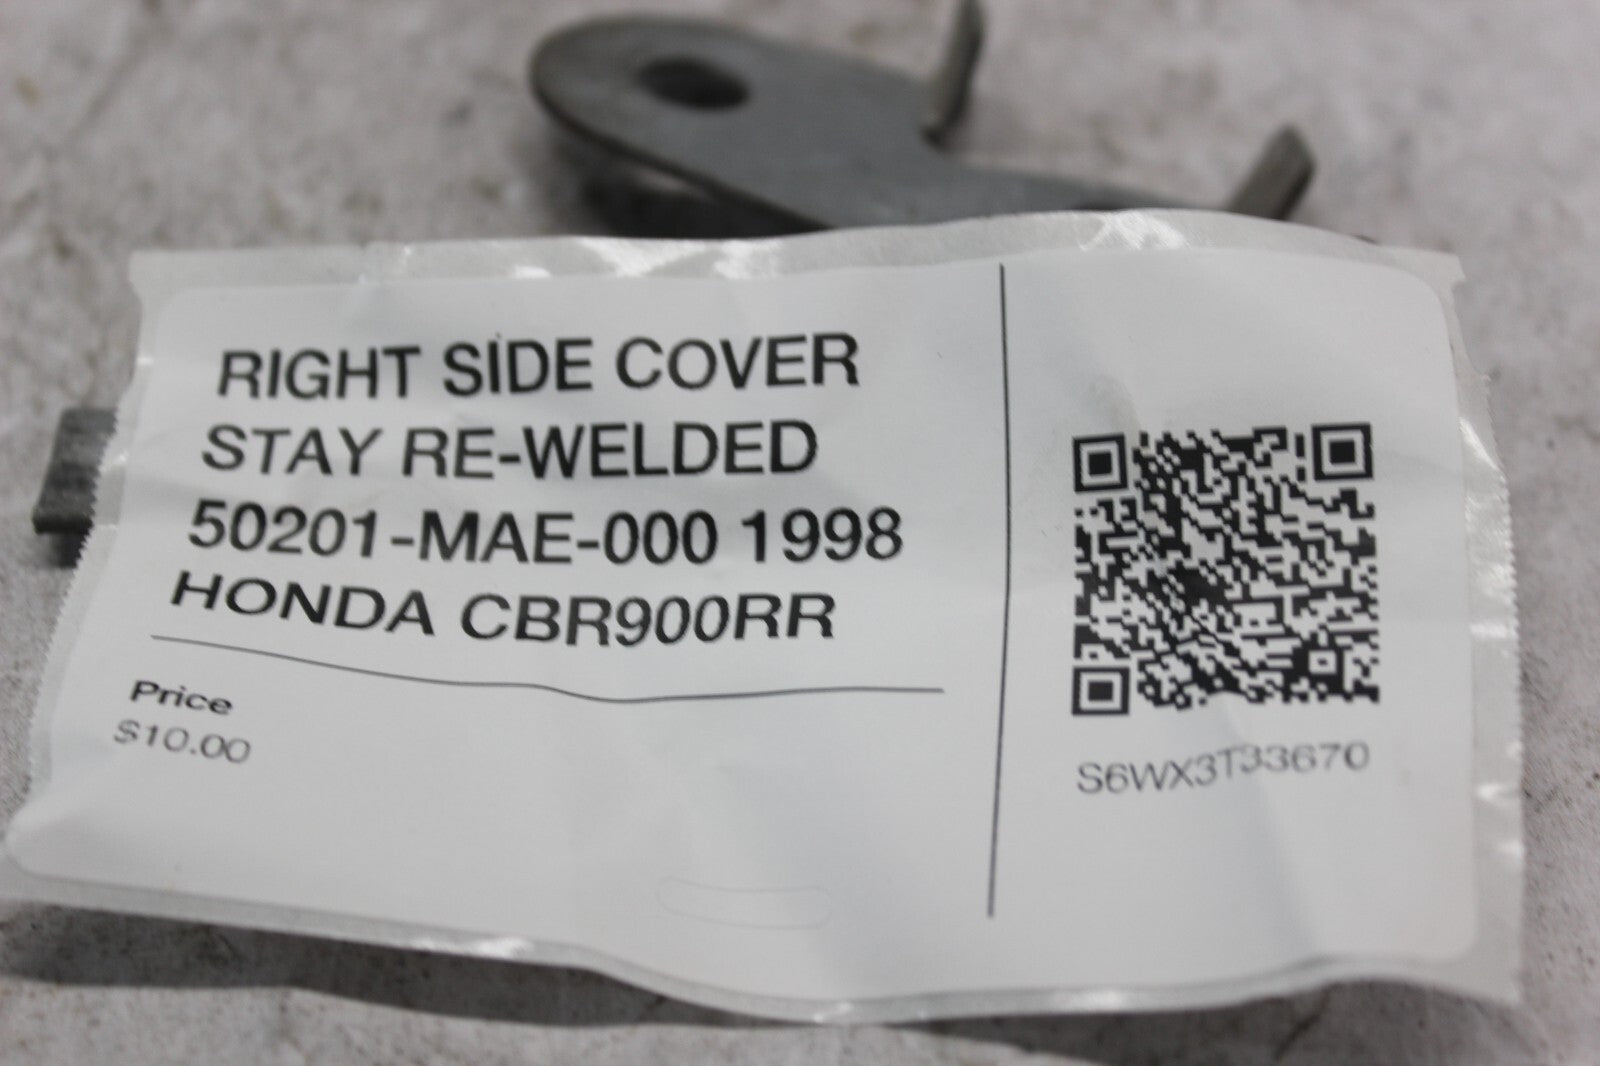 RIGHT SIDE COVER
STAY RE-WELDED
50201-MAE-000 1998
HONDA CBR900RR
Price
$10.00
S6WX3T33670